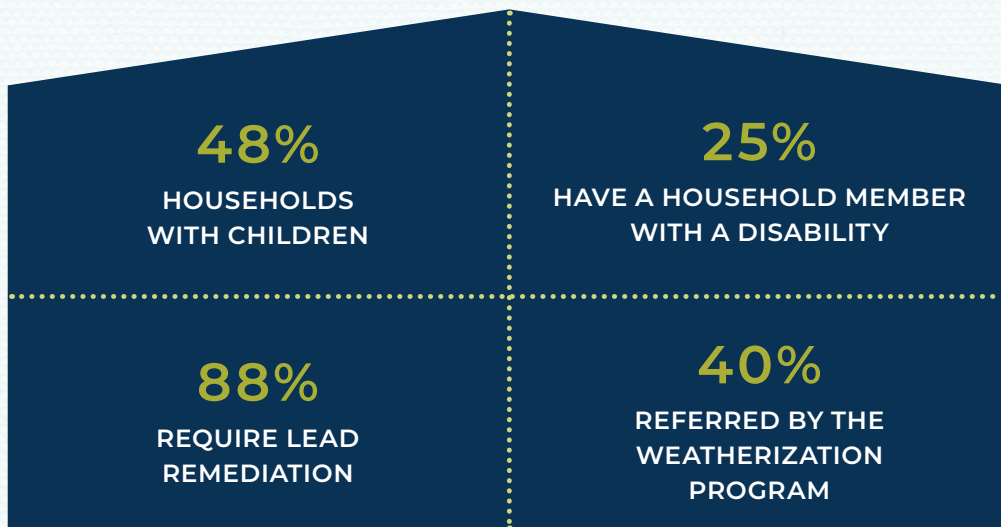 48%
HOUSEHOLDS
WITH CHILDREN
25%
HAVE A HOUSEHOLD MEMBER
WITH A DISABILITY
88%
REQUIRE LEAD
REMEDIATION
40%
REFERRED BY THE
WEATHERIZATION
PROGRAM